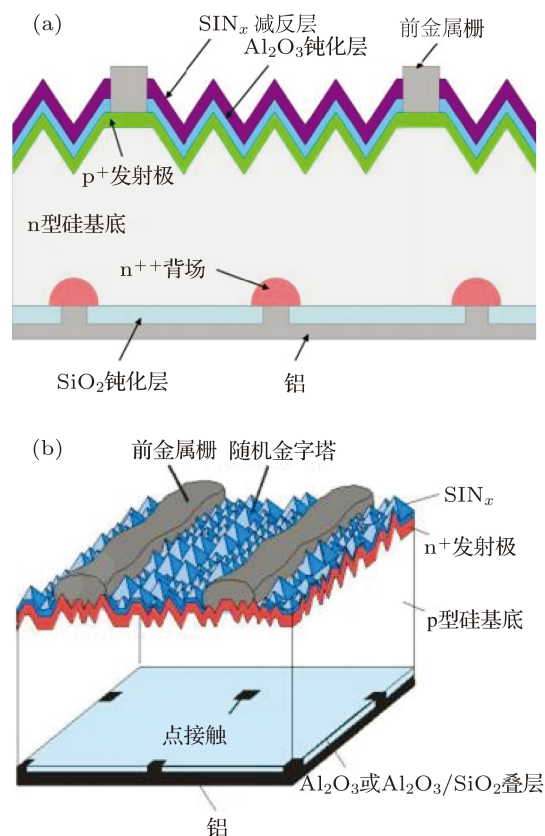 (a)
SIN_x 减反层
Al₂O₃钝化层
前金属栅
p⁺发射极
n型硅基底
n⁺⁺背场
SiO₂钝化层
铝
(b)
前金属栅 随机金字塔
SIN_x
n⁺发射极
p型硅基底
点接触
Al₂O₃或Al₂O₃/SiO₂叠层
铝